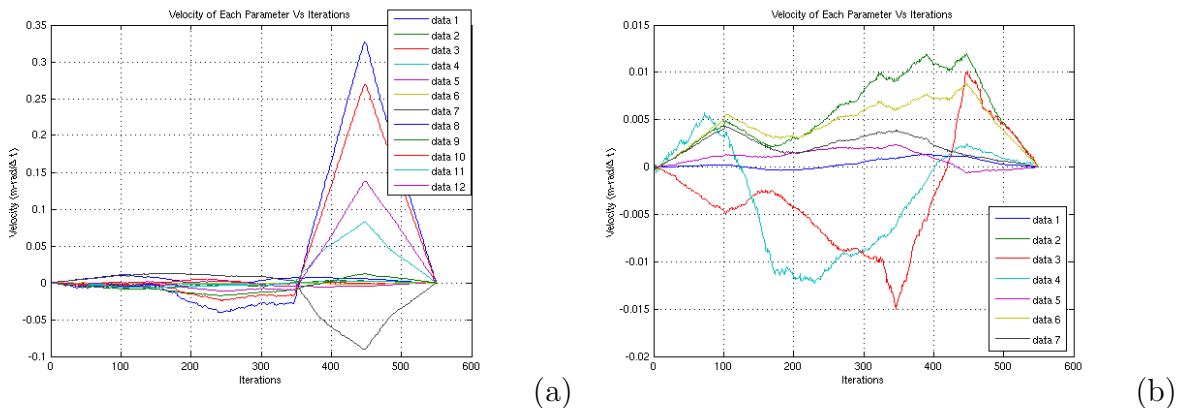 Velocity of Each Parameter Vs Iterations
0.35
0.3
0.25
0.2
0.15
0.1
0.05
0
-0.05
-0.1
Velocity (m-rad/Δ t)
0 100 200 300 400 500 600
Iterations
data 1
data 2
data 3
data 4
data 5
data 6
data 7
data 8
data 9
data 10
data 11
data 12
(a)
Velocity of Each Parameter Vs Iterations
0.015
0.01
0.005
0
-0.005
-0.01
-0.015
-0.02
Velocity (m-rad/Δ t)
0 100 200 300 400 500 600
Iterations
data 1
data 2
data 3
data 4
data 5
data 6
data 7
(b)